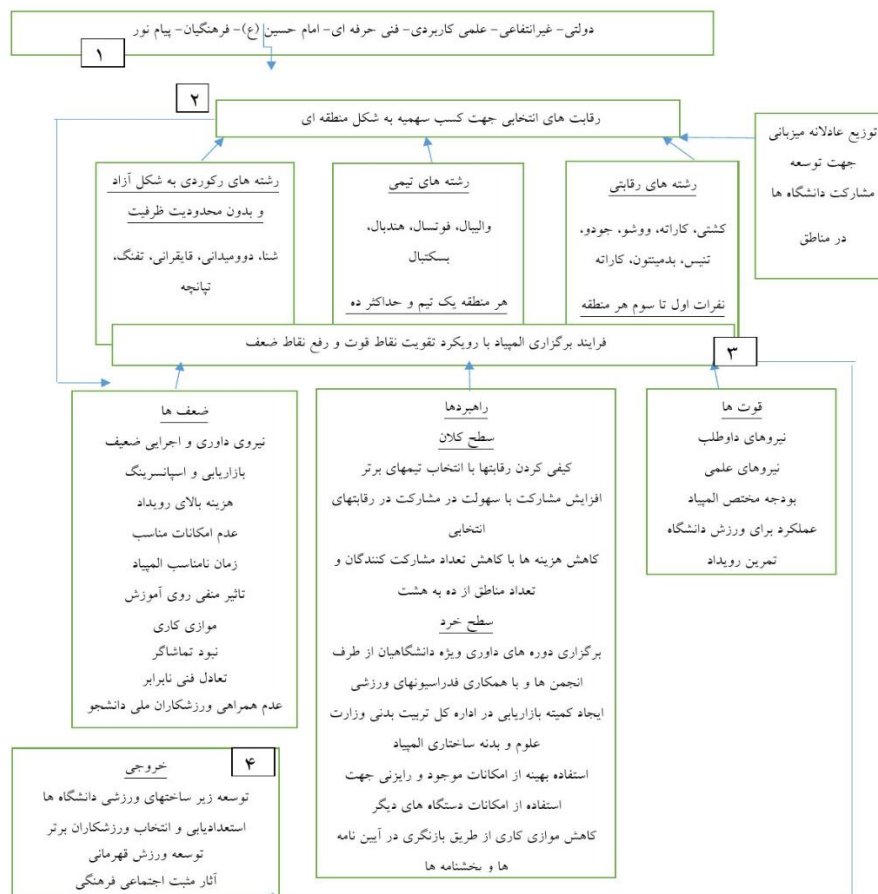 دولتی- غیرانتفاعی- علمی کاربردی- فنی حرفه ای- امام حسین (ع)- فرهنگیان- پیام نور
۱
۲
رقابت های انتخابی جهت کسب سهمیه به شکل منطقه ای
توزیع عادلانه میزبانی
جهت توسعه
مشارکت دانشگاه ها
در مناطق
رشته های رقابتی
کشتی، کاراته، ووشو، جودو،
تنیس، بدمینتون، کاراته
نفرات اول تا سوم هر منطقه
رشته های تیمی
والیبال، فوتسال، هندبال،
بسکتبال
هر منطقه یک تیم و حداکثر ده
رشته های رکوردی به شکل آزاد
و بدون محدودیت ظرفیت
شنا، دوومیدانی، قایقرانی، تفنگ،
تپانچه
۳
فرایند برگزاری المپیاد با رویکرد تقویت نقاط قوت و رفع نقاط ضعف
قوت ها
نیروهای داوطلب
نیروهای علمی
بودجه مختص المپیاد
عملکرد برای ورزش دانشگاه
تمرین رویداد
راهبردها
سطح کلان
کیفی کردن رقابتها با انتخاب تیمهای برتر
افزایش مشارکت با سهولت در مشارکت در رقابتهای
انتخابی
کاهش هزینه ها با کاهش تعداد مشارکت کنندگان و
تعداد مناطق از ده به هشت
سطح خرد
برگزاری دوره های داوری ویژه دانشگاهیان از طرف
انجمن ها و با همکاری فدراسیونهای ورزشی
ایجاد کمیته بازاریابی در اداره کل تربیت بدنی وزارت
علوم و بدنه ساختاری المپیاد
استفاده بهینه از امکانات موجود و رایزنی جهت
استفاده از امکانات دستگاه های دیگر
کاهش موازی کاری از طریق بازنگری در آیین نامه
ها و بخشنامه ها
ضعف ها
نیروی داوری و اجرایی ضعیف
بازاریابی و اسپانسرینگ
هزینه بالای رویداد
عدم امکانات مناسب
زمان نامناسب المپیاد
تاثیر منفی روی آموزش
موازی کاری
نبود تماشاگر
تعادل فنی نابرابر
عدم همراهی ورزشکاران ملی دانشجو
۴
خروجی
توسعه زیر ساختهای ورزشی دانشگاه ها
استعدادیابی و انتخاب ورزشکاران برتر
توسعه ورزش قهرمانی
آثار مثبت اجتماعی فرهنگی